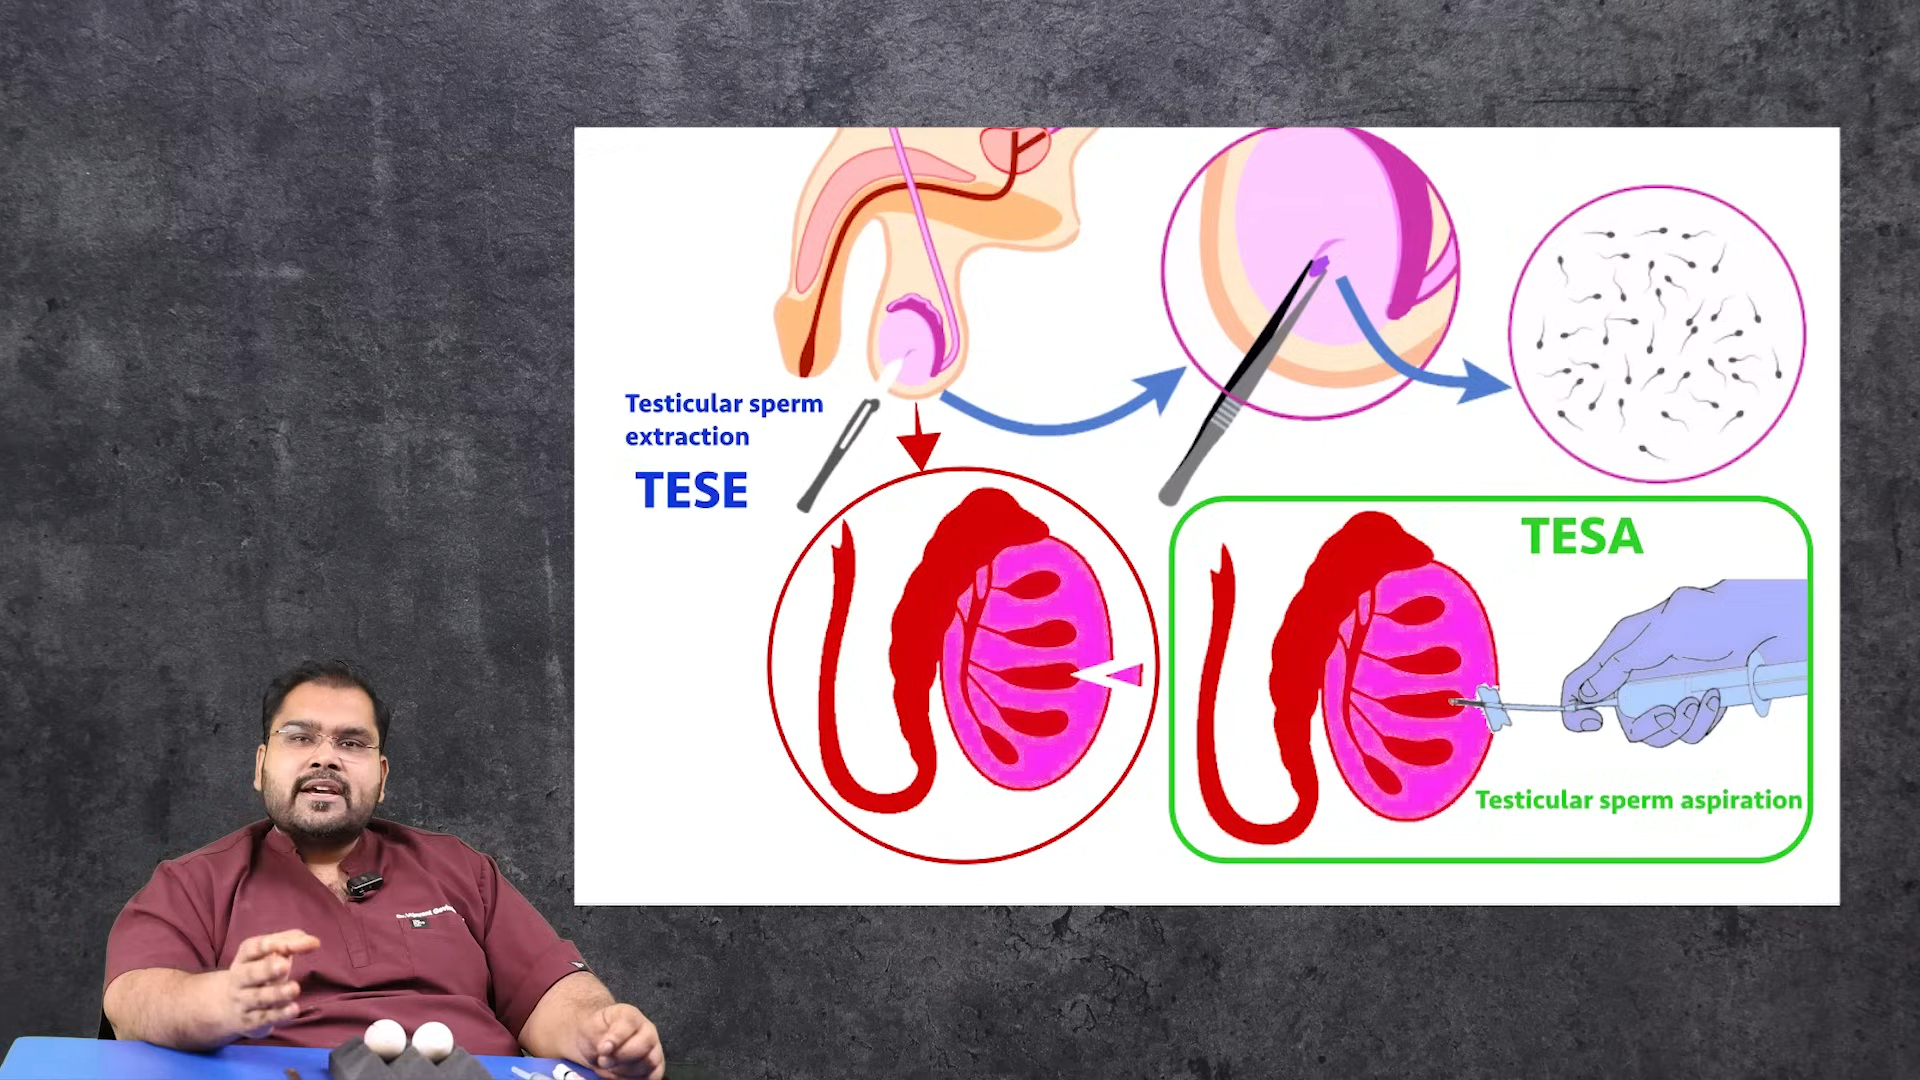 Testicular sperm
extraction
TESE
TESA
Testicular sperm aspiration